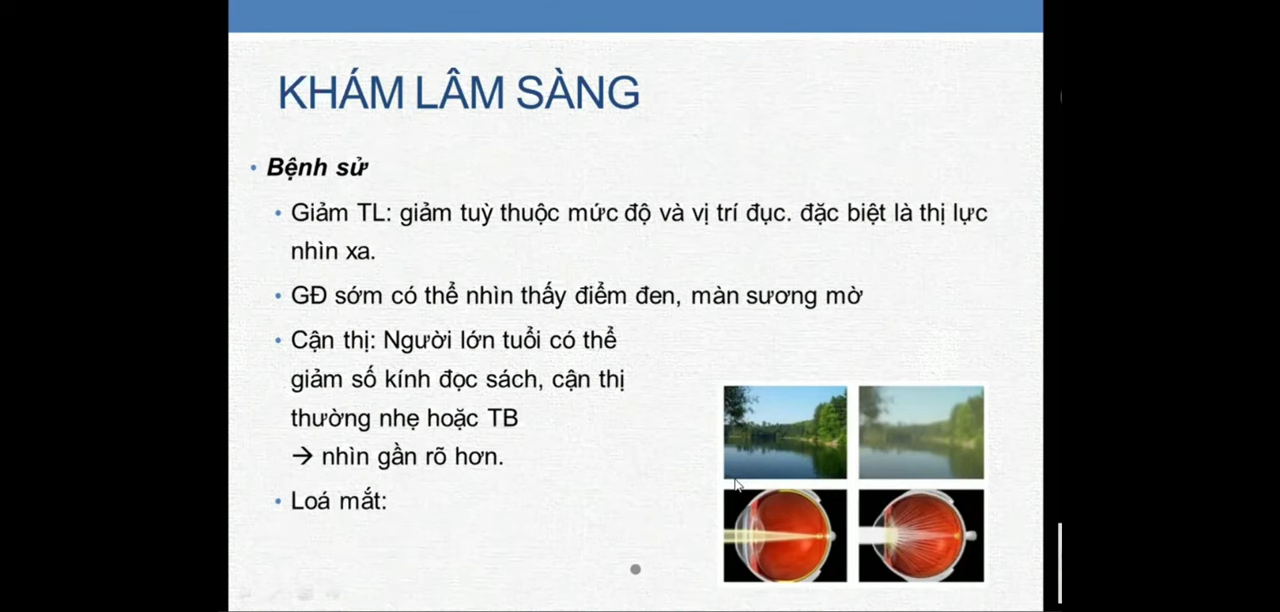 KHÁM LÂM SÀNG
• Bệnh sử
• Giảm TL: giảm tuỳ thuộc mức độ và vị trí đục. đặc biệt là thị lực
nhìn xa.
• GĐ sớm có thể nhìn thấy điểm đen, màn sương mờ
• Cận thị: Người lớn tuổi có thể
giảm số kính đọc sách, cận thị
thường nhẹ hoặc TB
→ nhìn gần rõ hơn.
• Loá mắt: